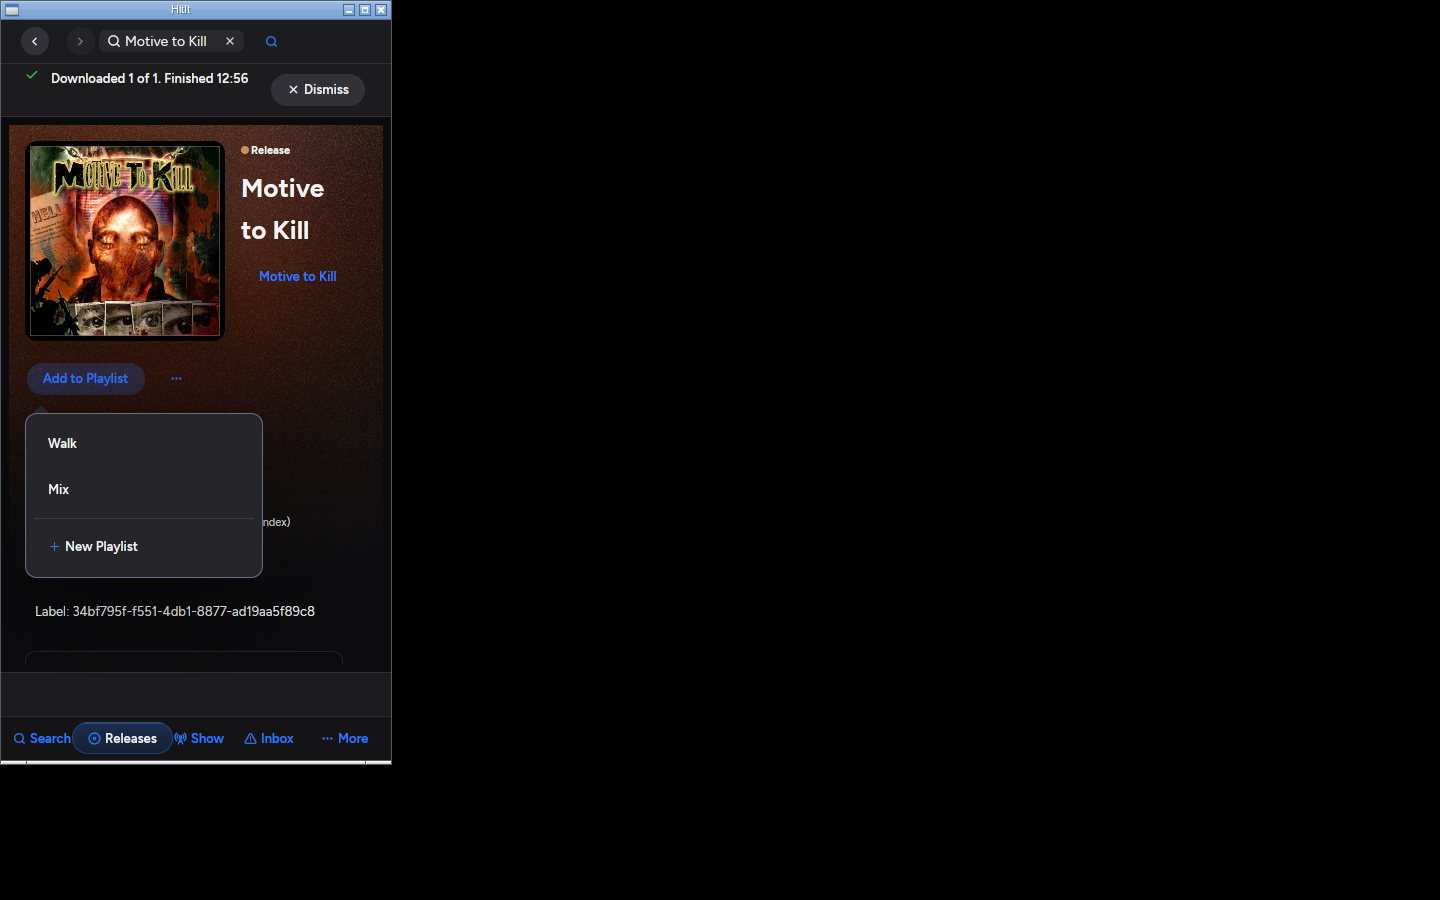 HitIt
Motive to Kill
Downloaded 1 of 1. Finished 12:56
Dismiss
MOTIVE TO KILL
HELL
Release
Motive
to Kill
Motive to Kill
Add to Playlist
Walk
Mix
ndex)
New Playlist
Label: 34bf795f-f551-4db1-8877-ad19aa5f89c8
Search
Releases
Show
Inbox
More